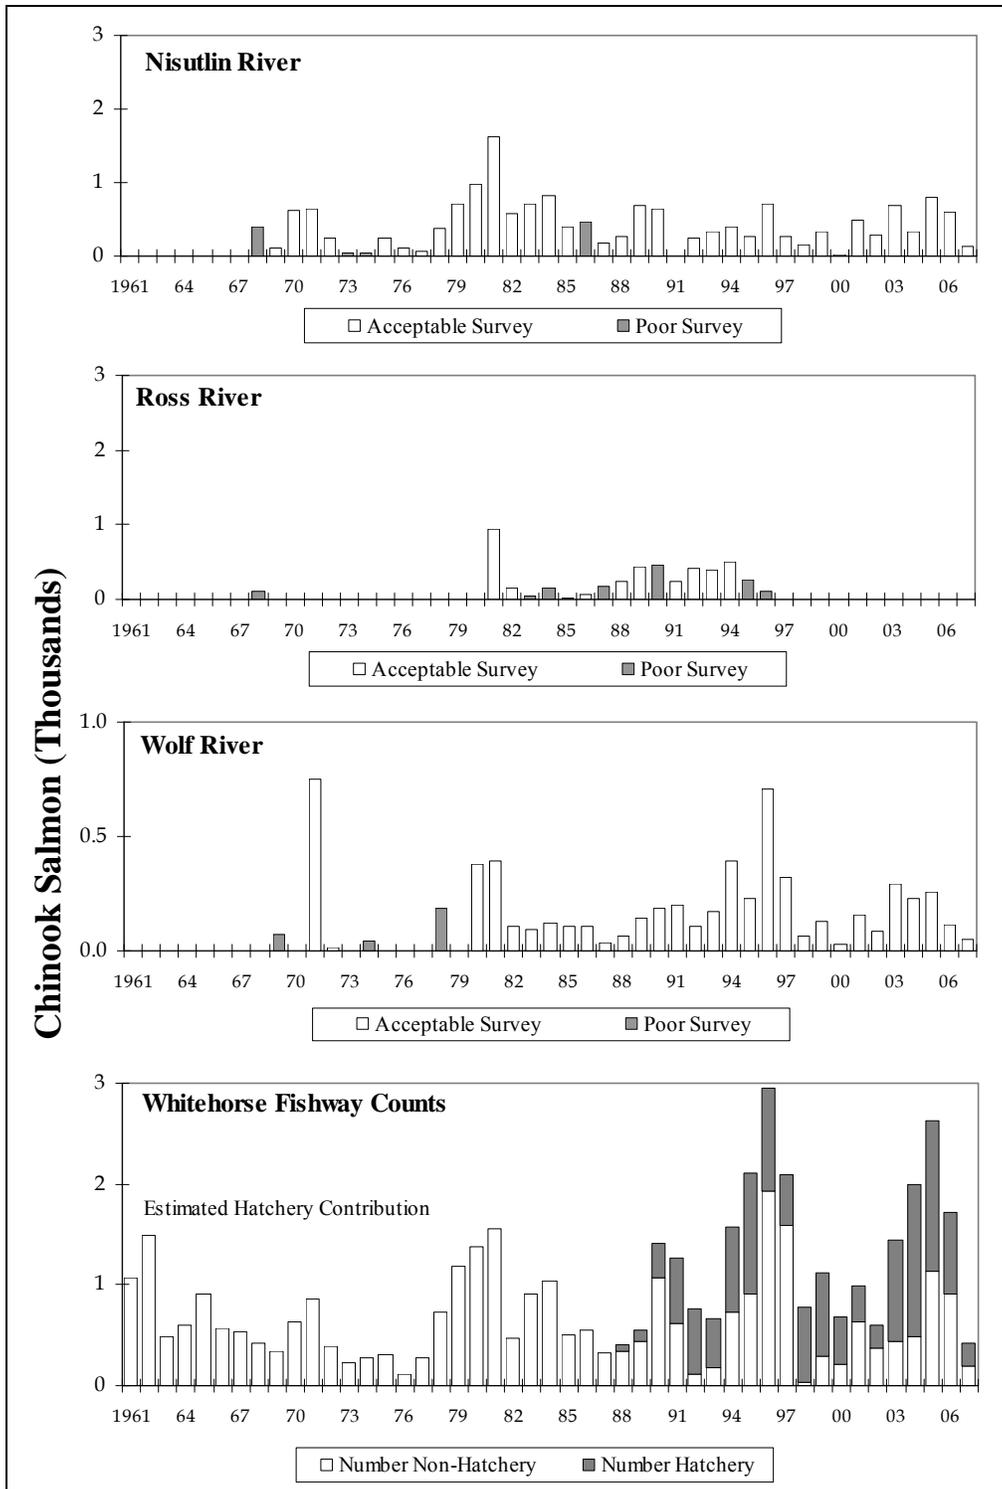 Chinook Salmon (Thousands)
Nisutlin River
3
2
1
0
1961 64 67 70 73 76 79 82 85 88 91 94 97 00 03 06
Acceptable Survey Poor Survey
Ross River
3
2
1
0
1961 64 67 70 73 76 79 82 85 88 91 94 97 00 03 06
Acceptable Survey Poor Survey
Wolf River
1.0
0.5
0.0
1961 64 67 70 73 76 79 82 85 88 91 94 97 00 03 06
Acceptable Survey Poor Survey
Whitehorse Fishway Counts
3
2
Estimated Hatchery Contribution
1
0
1961 64 67 70 73 76 79 82 85 88 91 94 97 00 03 06
Number Non-Hatchery Number Hatchery